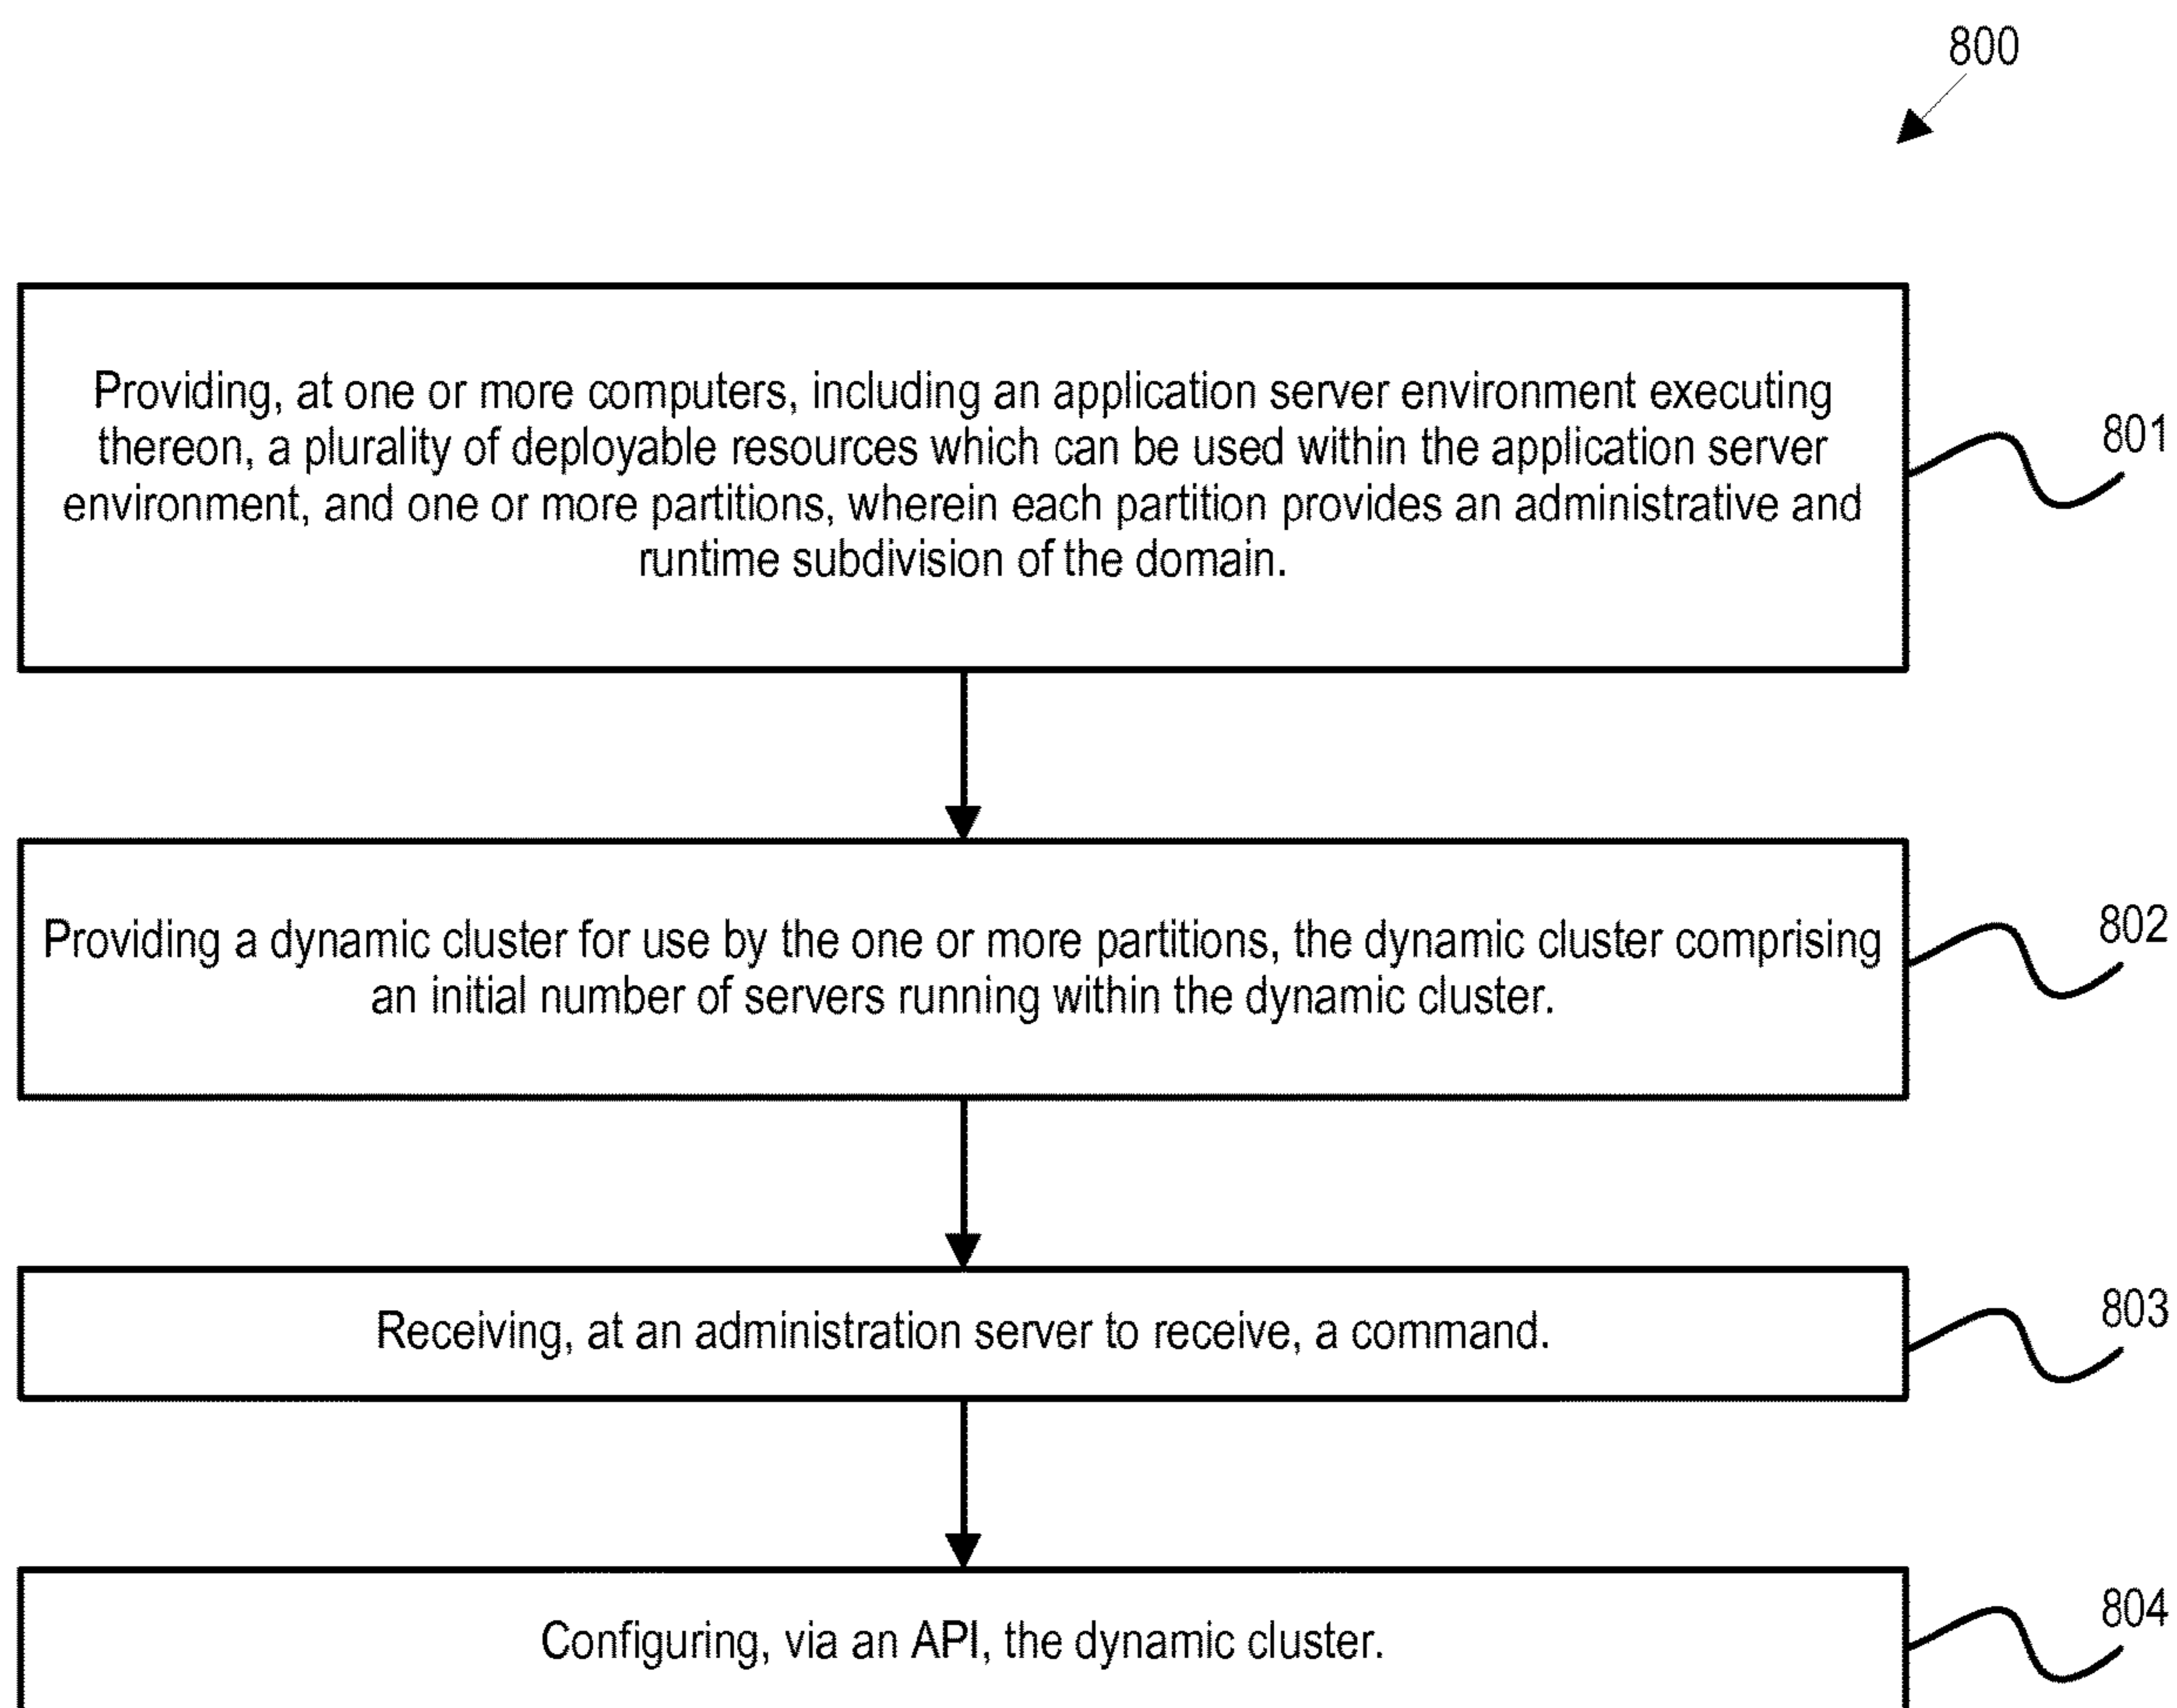 800
Providing, at one or more computers, including an application server environment executing
thereon, a plurality of deployable resources which can be used within the application server
environment, and one or more partitions, wherein each partition provides an administrative and
runtime subdivision of the domain.
801
Providing a dynamic cluster for use by the one or more partitions, the dynamic cluster comprising
an initial number of servers running within the dynamic cluster.
802
Receiving, at an administration server to receive, a command.
803
Configuring, via an API, the dynamic cluster.
804